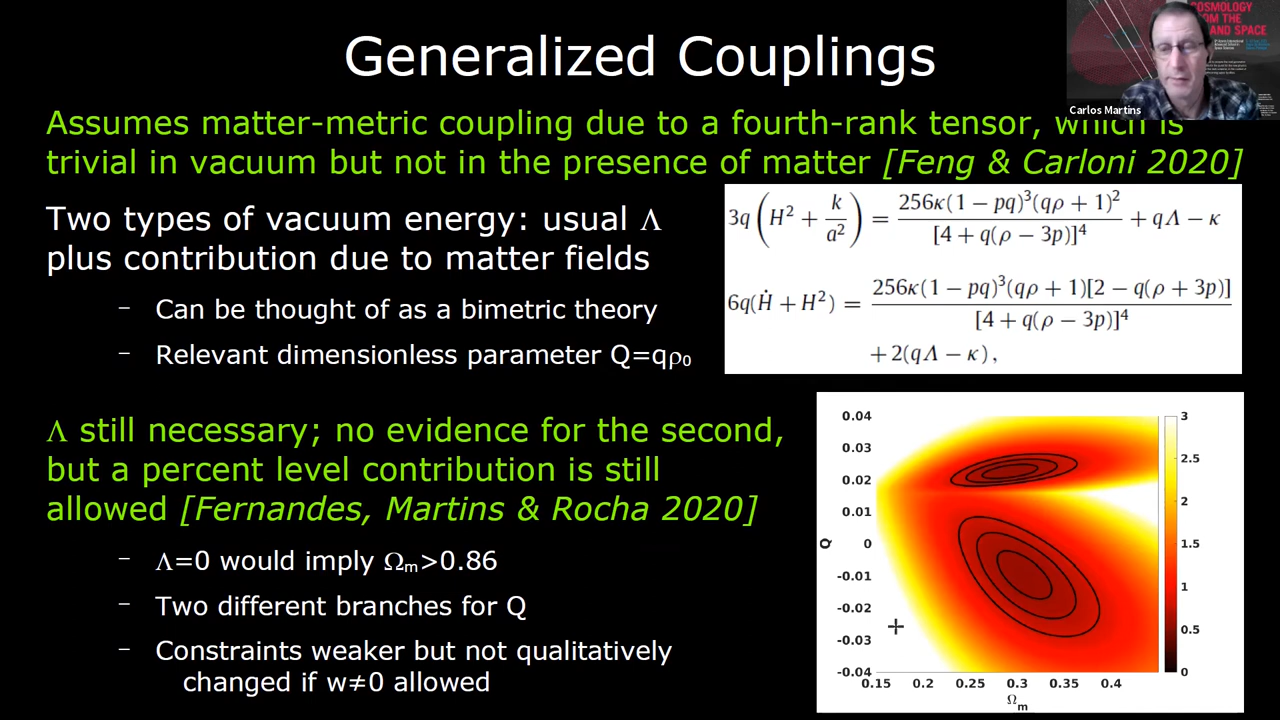 Generalized Couplings
COSMOLOGY
FROM THE
AND SPACE
Carlos Martins
Assumes matter-metric coupling due to a fourth-rank tensor, which is
trivial in vacuum but not in the presence of matter [Feng & Carloni 2020]
Two types of vacuum energy: usual Λ
plus contribution due to matter fields
– Can be thought of as a bimetric theory
– Relevant dimensionless parameter Q=qρ₀
3q (H² + k/a²) = 256κ(1 − pq)³(qρ + 1)² / [4 + q(ρ − 3p)]⁴ + qΛ − κ
6q(Ḣ + H²) = 256κ(1 − pq)³(qρ + 1)[2 − q(ρ + 3p)] / [4 + q(ρ − 3p)]⁴
+ 2(qΛ − κ),
Λ still necessary; no evidence for the second,
but a percent level contribution is still
allowed [Fernandes, Martins & Rocha 2020]
– Λ=0 would imply Ωₘ>0.86
– Two different branches for Q
– Constraints weaker but not qualitatively
changed if w≠0 allowed
0.04
0.03
0.02
0.01
0
-0.01
-0.02
-0.03
-0.04
Q
0.15 0.2 0.25 0.3 0.35 0.4
Ωₘ
3
2.5
2
1.5
1
0.5
0